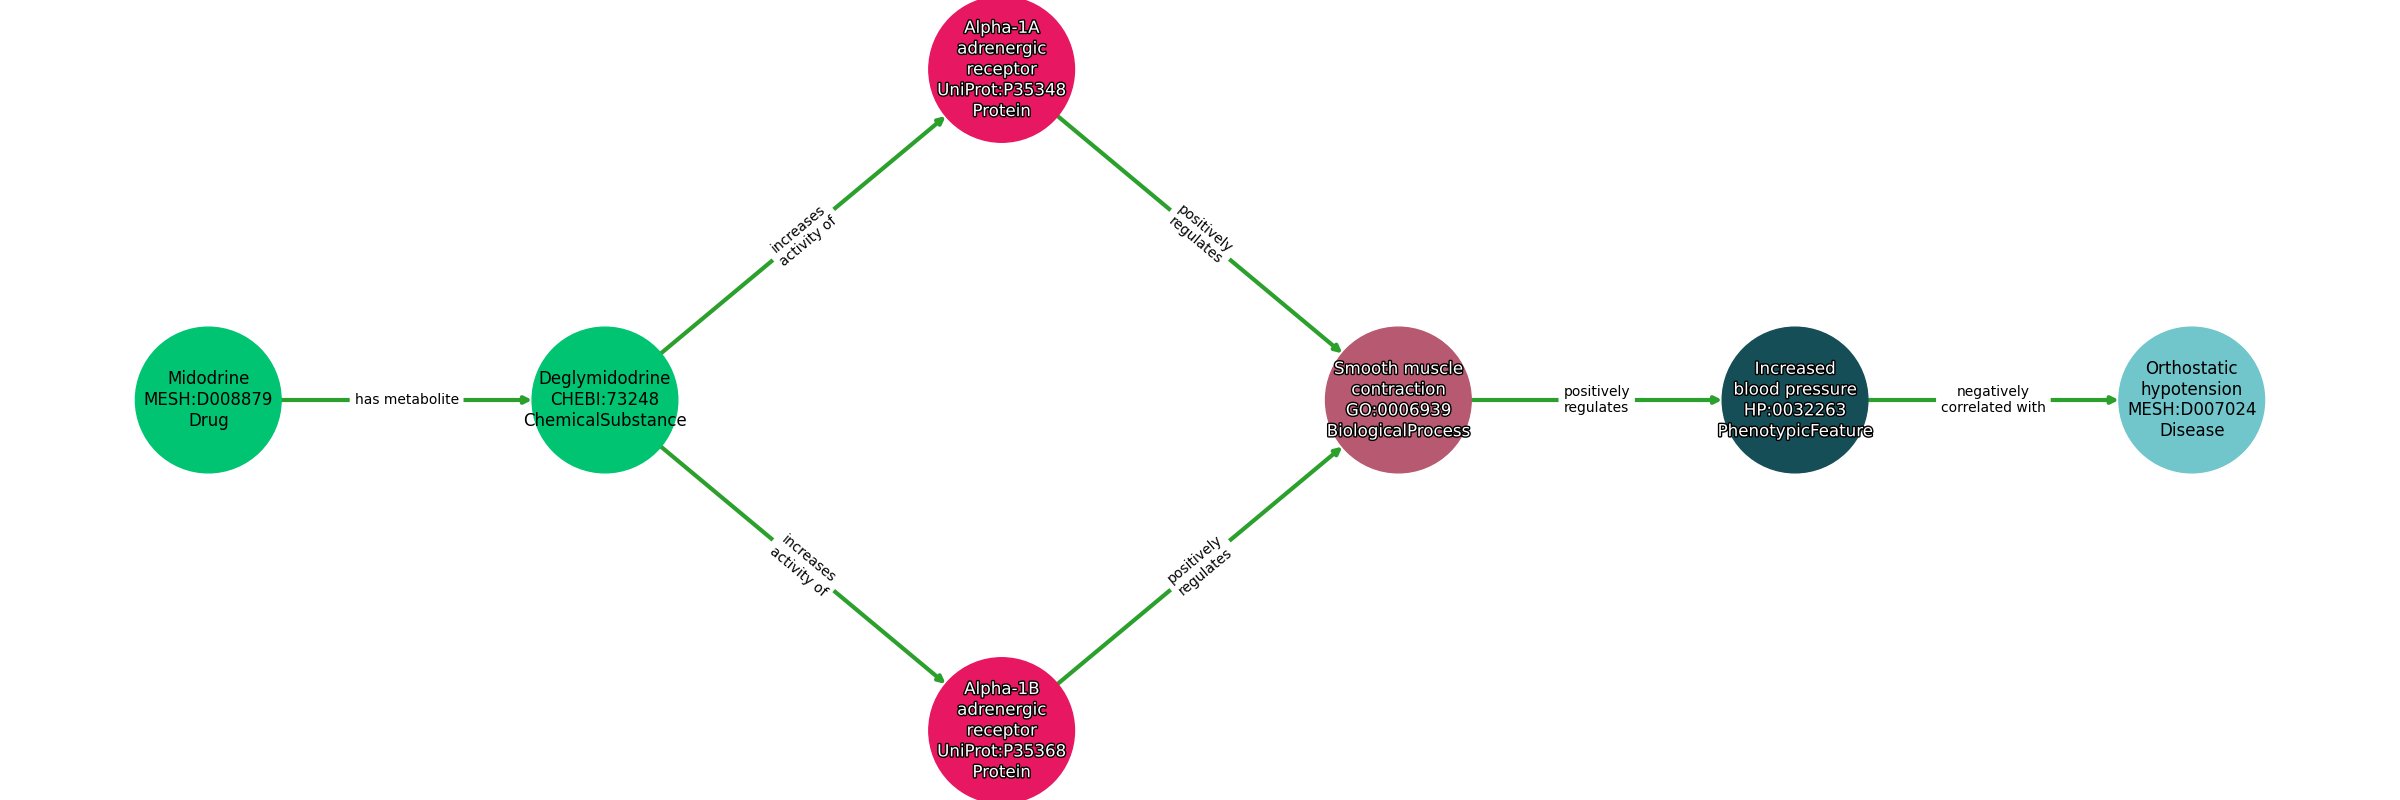 Alpha-1A
adrenergic
receptor
UniProt:P35348
Protein
increases
activity of
positively
regulates
Midodrine
MESH:D008879
Drug
has metabolite
Deglymidodrine
CHEBI:73248
ChemicalSubstance
Smooth muscle
contraction
GO:0006939
BiologicalProcess
positively
regulates
Increased
blood pressure
HP:0032263
PhenotypicFeature
negatively
correlated with
Orthostatic
hypotension
MESH:D007024
Disease
increases
activity of
positively
regulates
Alpha-1B
adrenergic
receptor
UniProt:P35368
Protein